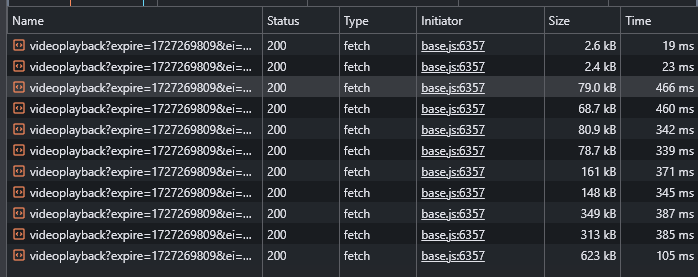 Name Status Type Initiator Size Time
videoplayback?expire=1727269809&ei=... 200 fetch base.js:6357 2.6 kB 19 ms
videoplayback?expire=1727269809&ei=... 200 fetch base.js:6357 2.4 kB 23 ms
videoplayback?expire=1727269809&ei=... 200 fetch base.js:6357 79.0 kB 466 ms
videoplayback?expire=1727269809&ei=... 200 fetch base.js:6357 68.7 kB 460 ms
videoplayback?expire=1727269809&ei=... 200 fetch base.js:6357 80.9 kB 342 ms
videoplayback?expire=1727269809&ei=... 200 fetch base.js:6357 78.7 kB 339 ms
videoplayback?expire=1727269809&ei=... 200 fetch base.js:6357 161 kB 371 ms
videoplayback?expire=1727269809&ei=... 200 fetch base.js:6357 148 kB 345 ms
videoplayback?expire=1727269809&ei=... 200 fetch base.js:6357 349 kB 387 ms
videoplayback?expire=1727269809&ei=... 200 fetch base.js:6357 313 kB 385 ms
videoplayback?expire=1727269809&ei=... 200 fetch base.js:6357 623 kB 105 ms